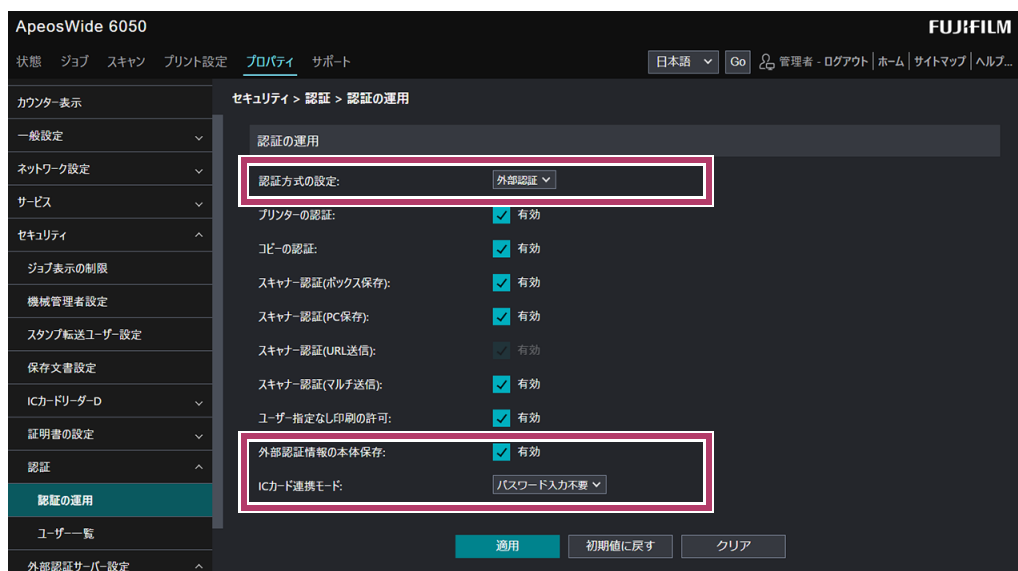 ApeosWide 6050
FUJIFILM
状態 ジョブ スキャン プリント設定 プロパティ サポート
日本語 Go 管理者 - ログアウト ホーム サイトマップ ヘルプ...
カウンター表示
一般設定
ネットワーク設定
サービス
セキュリティ
ジョブ表示の制限
機械管理者設定
スタンプ転送ユーザー設定
保存文書設定
ICカードリーダーD
証明書の設定
認証
認証の運用
ユーザー一覧
外部認証サーバー設定
セキュリティ > 認証 > 認証の運用
認証の運用
認証方式の設定: 外部認証
プリンターの認証: 有効
コピーの認証: 有効
スキャナー認証(ボックス保存): 有効
スキャナー認証(PC保存): 有効
スキャナー認証(URL送信): 有効
スキャナー認証(マルチ送信): 有効
ユーザー指定なし印刷の許可: 有効
外部認証情報の本体保存: 有効
ICカード連携モード: パスワード入力不要
適用 初期値に戻す クリア